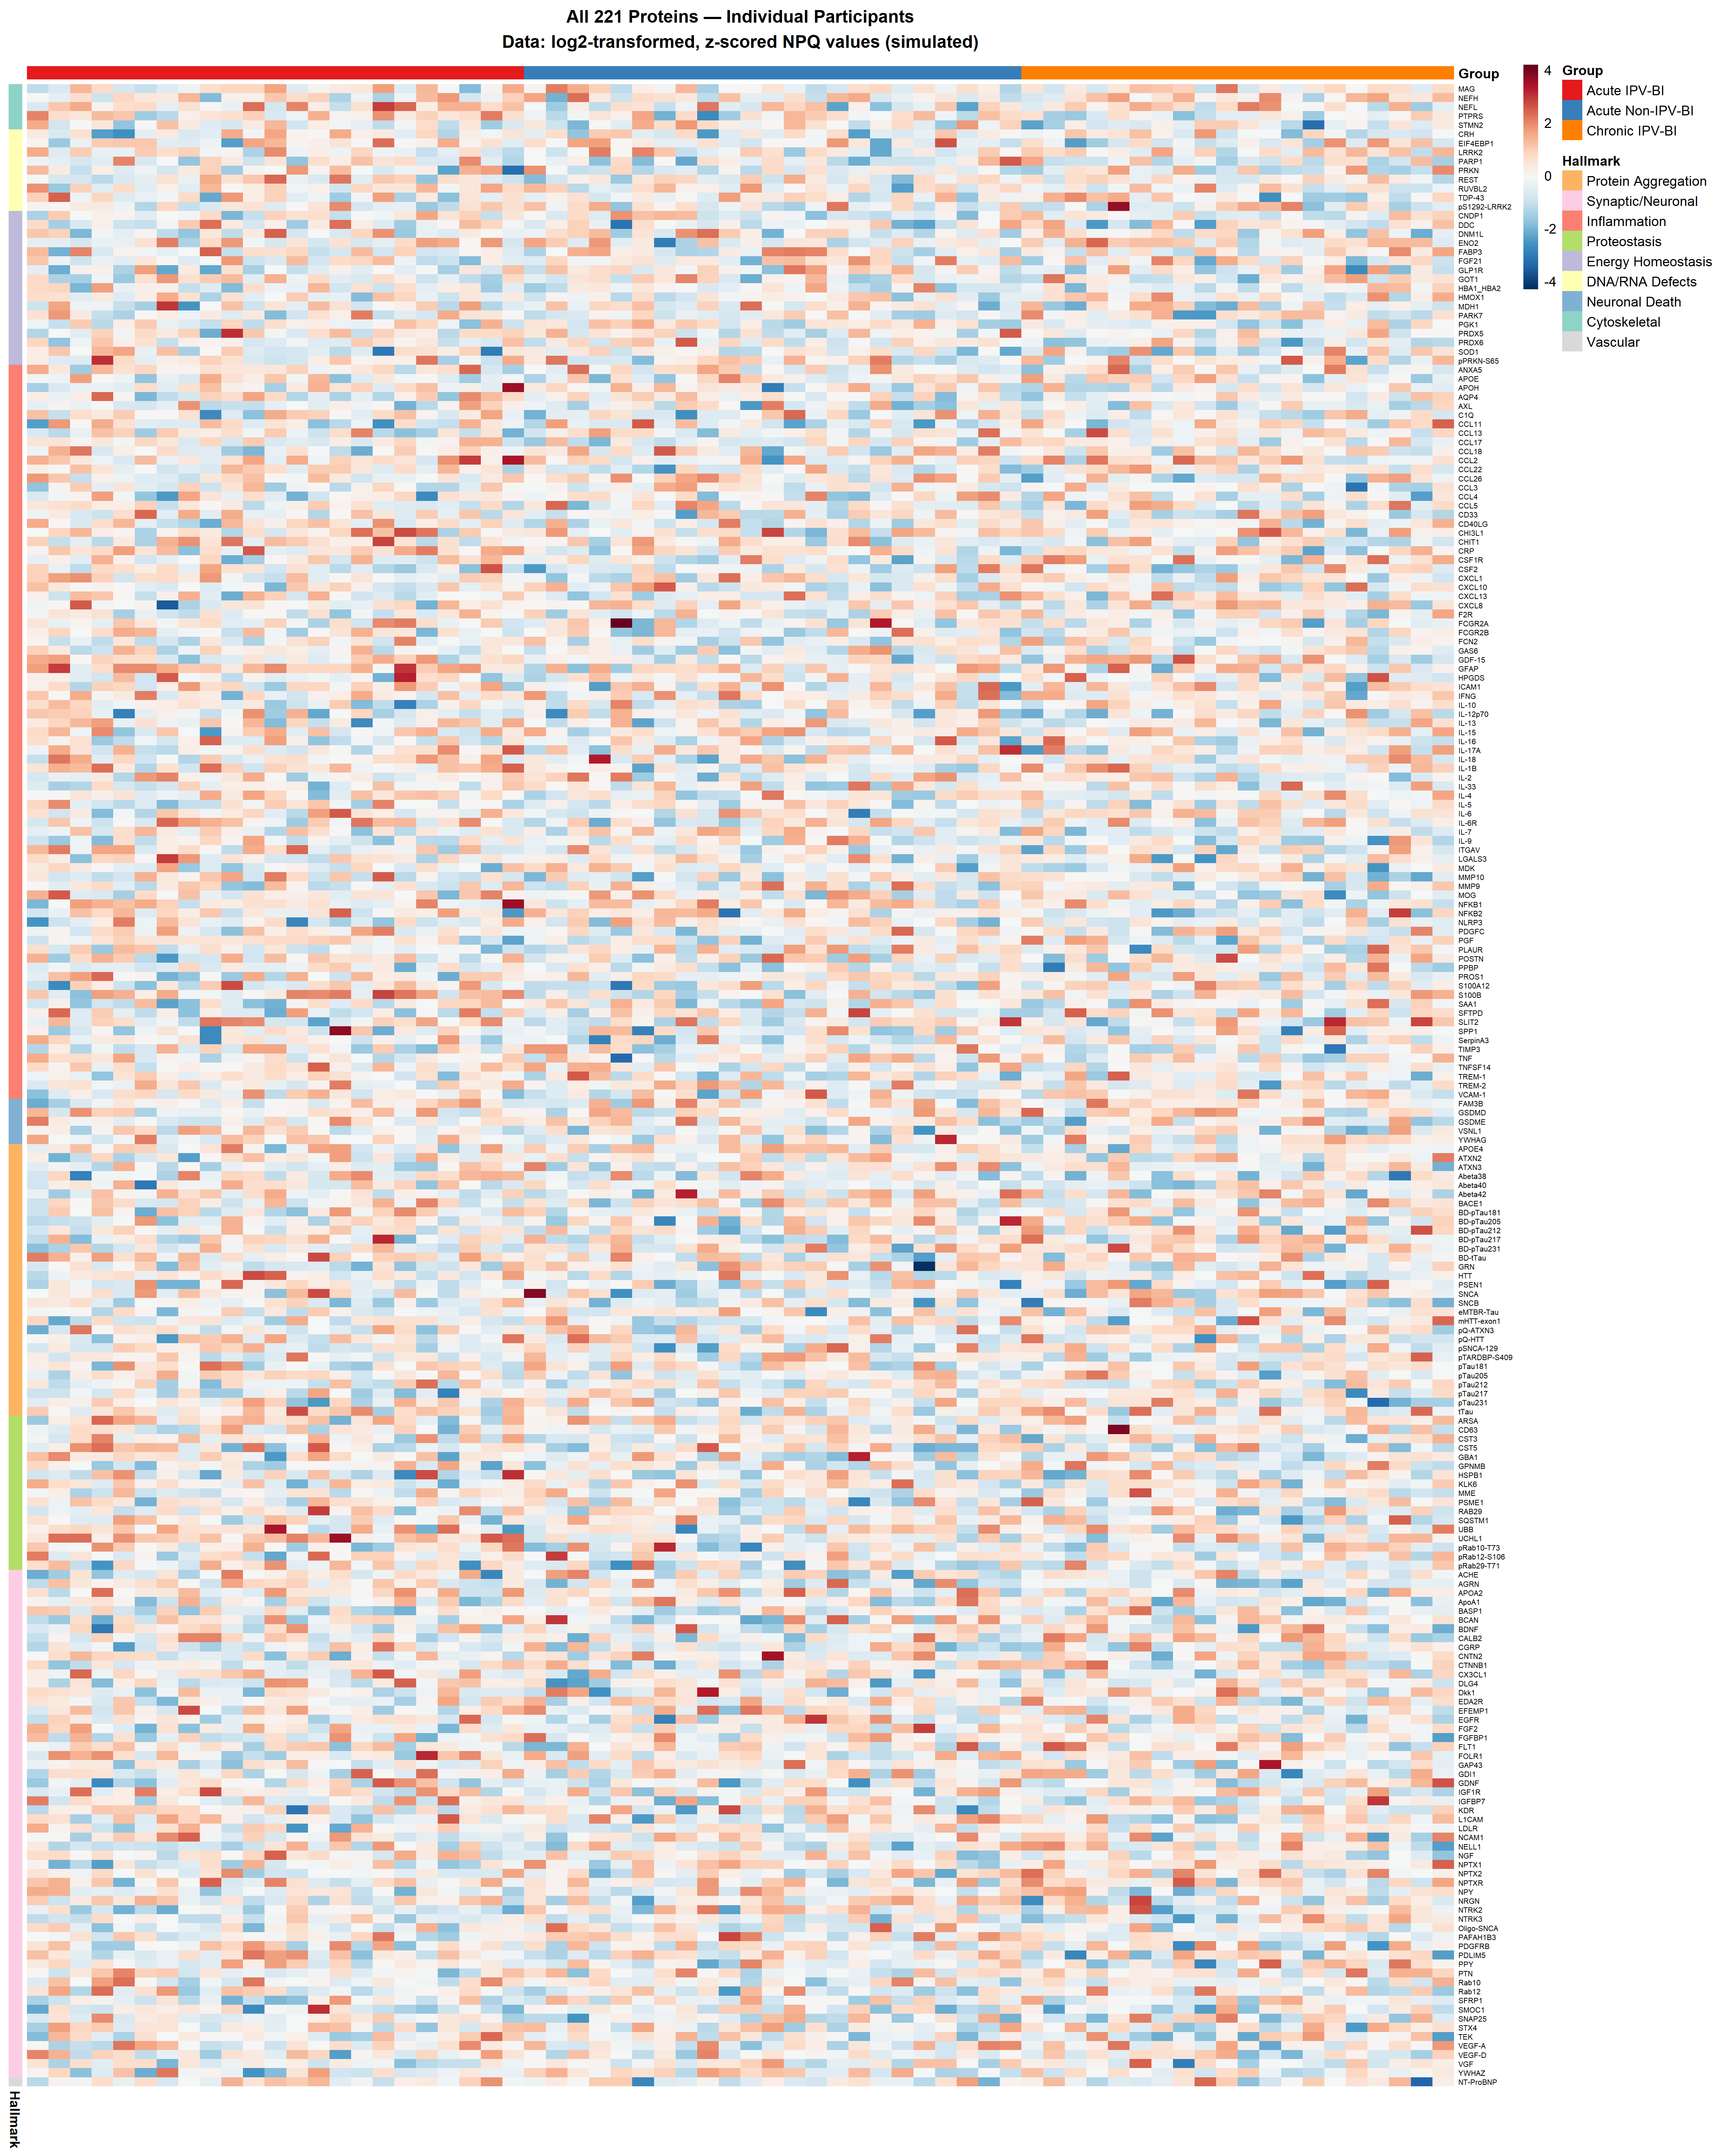 All 221 Proteins — Individual Participants
Data: log2-transformed, z-scored NPQ values (simulated)
Group
4
2
0
-2
-4
Group
Acute IPV-BI
Acute Non-IPV-BI
Chronic IPV-BI
Hallmark
Protein Aggregation
Synaptic/Neuronal
Inflammation
Proteostasis
Energy Homeostasis
DNA/RNA Defects
Neuronal Death
Cytoskeletal
Vascular
MAG
NEFH
NEFL
PTPRS
STMN2
CRH
EIF4EBP1
LRRK2
PARP1
PRKN
REST
RUVBL2
TDP-43
pS1292-LRRK2
CNDP1
DDC
DNM1L
ENO2
FABP3
FGF21
GLP1R
GOT1
HBA1_HBA2
HMOX1
MDH1
PARK7
PGK1
PRDX5
PRDX6
SOD1
pPRKN-S65
ANXA5
APOE
APOH
AQP4
AXL
C1Q
CCL11
CCL13
CCL17
CCL18
CCL2
CCL22
CCL26
CCL3
CCL4
CCL5
CD33
CD40LG
CHI3L1
CHIT1
CRP
CSF1R
CSF2
CXCL1
CXCL10
CXCL13
CXCL8
F2R
FCGR2A
FCGR2B
FCN2
GAS6
GDF-15
GFAP
HPGDS
ICAM1
IFNG
IL-10
IL-12p70
IL-13
IL-15
IL-16
IL-17A
IL-18
IL-1B
IL-2
IL-33
IL-4
IL-5
IL-6
IL-6R
IL-7
IL-9
ITGAV
LGALS3
MDK
MMP10
MMP9
MOG
NFKB1
NFKB2
NLRP3
PDGFC
PGF
PLAUR
POSTN
PPBP
PROS1
S100A12
S100B
SAA1
SFTPD
SLIT2
SPP1
SerpinA3
TIMP3
TNF
TNFSF14
TREM-1
TREM-2
VCAM-1
FAM3B
GSDMD
GSDME
VSNL1
YWHAG
APOE4
ATXN2
ATXN3
Abeta38
Abeta40
Abeta42
BACE1
BD-pTau181
BD-pTau205
BD-pTau212
BD-pTau217
BD-pTau231
BD-tTau
GRN
HTT
PSEN1
SNCA
SNCB
eMTBR-Tau
mHTT-exon1
pQ-ATXN3
pQ-HTT
pSNCA-129
pTARDBP-S409
pTau181
pTau205
pTau212
pTau217
pTau231
tTau
ARSA
CD63
CST3
CST5
GBA1
GPNMB
HSPB1
KLK6
MME
PSME1
RAB29
SQSTM1
UBB
UCHL1
pRab10-T73
pRab12-S106
pRab29-T71
ACHE
AGRN
APOA2
ApoA1
BASP1
BCAN
BDNF
CALB2
CGRP
CNTN2
CTNNB1
CX3CL1
DLG4
Dkk1
EDA2R
EFEMP1
EGFR
FGF2
FGFBP1
FLT1
FOLR1
GAP43
GDI1
GDNF
IGF1R
IGFBP7
KDR
L1CAM
LDLR
NCAM1
NELL1
NGF
NPTX1
NPTX2
NPTXR
NPY
NRGN
NTRK2
NTRK3
Oligo-SNCA
PAFAH1B3
PDGFRB
PDLIM5
PPY
PTN
Rab10
Rab12
SFRP1
SMOC1
SNAP25
STX4
TEK
VEGF-A
VEGF-D
VGF
YWHAZ
NT-ProBNP
Hallmark